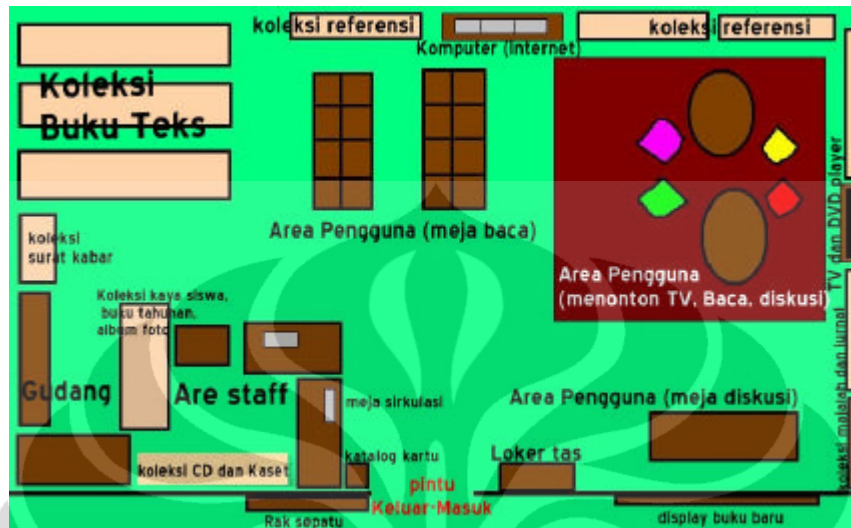 koleksi referensi
Komputer (Internet)
koleksi referensi
Koleksi
Buku Teks
TV dan DVD player
Area Pengguna (meja baca)
koleksi
surat kabar
Area Pengguna
(menonton TV, Baca, diskusi)
Koleksi kaya siswa,
buku tahunan,
album foto
Gudang
Are staff
meja sirkulasi
Area Pengguna (meja diskusi)
koleksi majalah dan jurnal
koleksi CD dan Kaset
katalog kartu
Loker tas
pintu
Keluar-Masuk
Rak sepatu
display buku baru